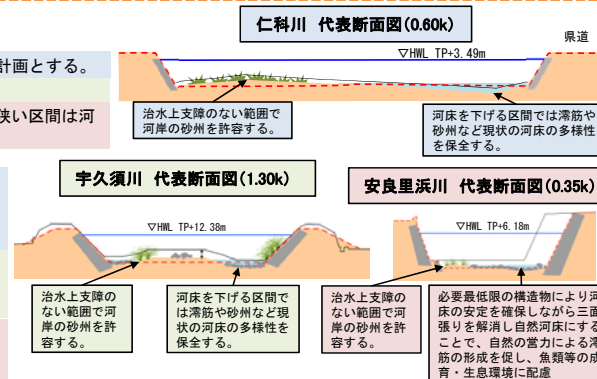 仁科川　代表断面図(0.60k)
県道
▽HWL TP+3.49m
計画とする。
狭い区間は河
治水上支障のない範囲で
河岸の砂州を許容する。
河床を下げる区間では澪筋や
砂州など現状の河床の多様性
を保全する。
宇久須川　代表断面図(1.30k)
▽HWL TP+12.38m
治水上支障の
ない範囲で河
岸の砂州を許
容する。
河床を下げる区間で
は澪筋や砂州など現
状の河床の多様性を
保全する。
安良里浜川　代表断面図(0.35k)
▽HWL TP+6.18m
治水上支障の
ない範囲で河
岸の砂州を許
容する。
必要最低限の構造物により河
床の安定を確保しながら三面
張りを解消し自然河床にする
ことで、自然の営力による澪
筋の形成を促し、魚類等の成
育・生息環境に配慮